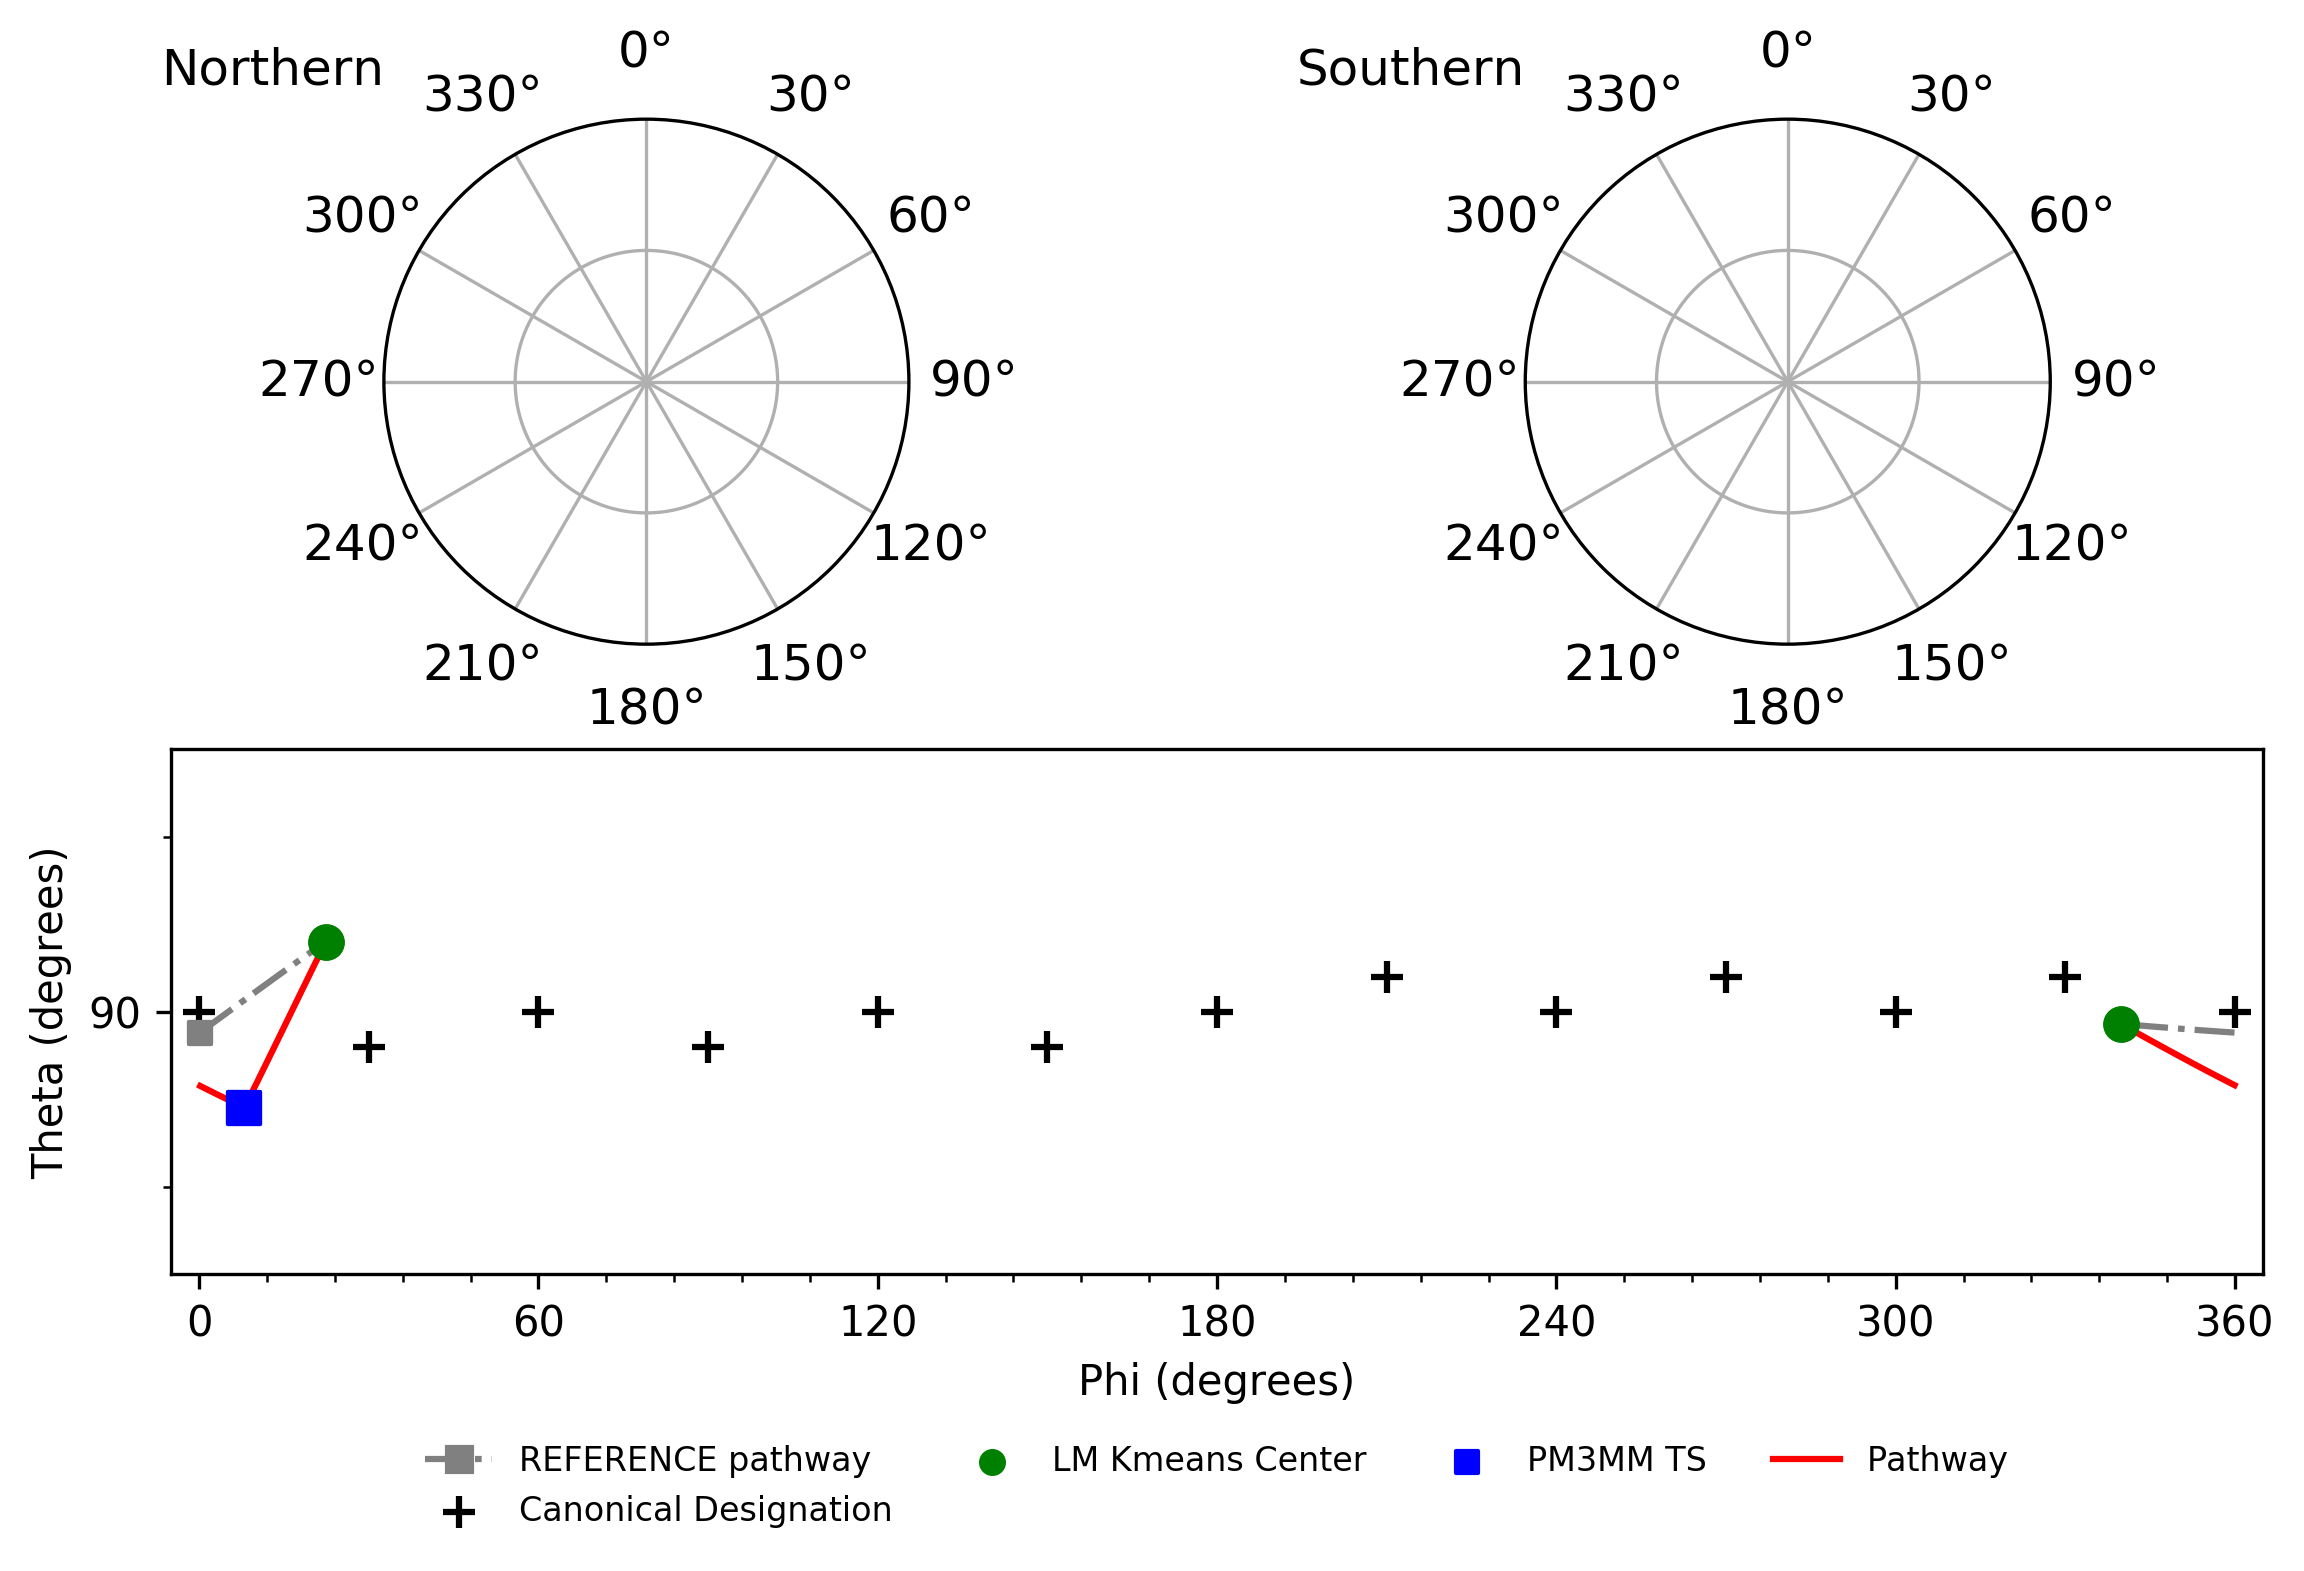 Northern
0°
330°
30°
300°
60°
270°
90°
240°
120°
210°
150°
180°
Southern
0°
330°
30°
300°
60°
270°
90°
240°
120°
210°
150°
180°
Theta (degrees)
90
0 60 120 180 240 300 360
Phi (degrees)
REFERENCE pathway
Canonical Designation
LM Kmeans Center
PM3MM TS
Pathway